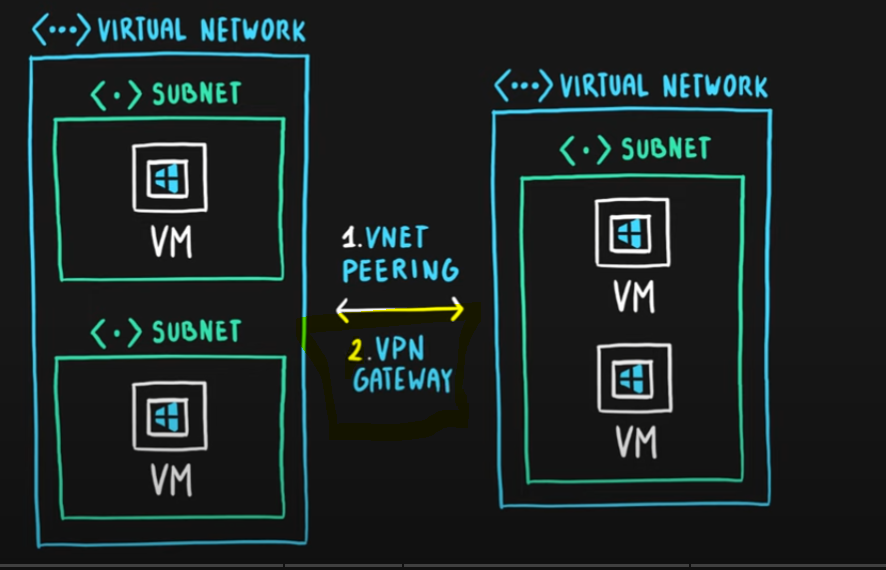 <···> VIRTUAL NETWORK
<·> SUBNET
VM
<·> SUBNET
VM
1.VNET
PEERING
2.VPN
GATEWAY
<···> VIRTUAL NETWORK
<·> SUBNET
VM
VM